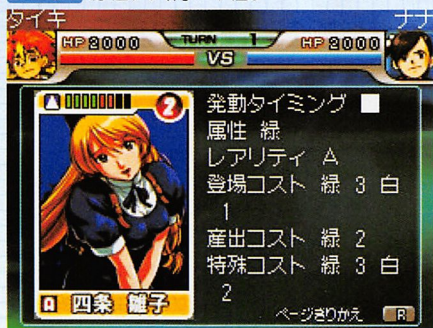 タイキ
ナナ
HP 2000
TURN 1
HP 2000
VS
2
発動タイミング
属性 緑
レアリティ A
登場コスト 緑 3 白
1
産出コスト 緑 2
特殊コスト 緑 3 白
2
A 四条 雛子
ページきりかえ R